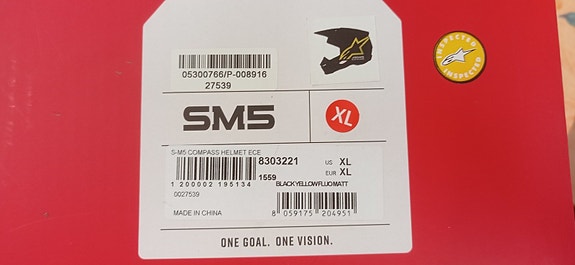 05300766/P-008916
27539
INSPECTED
INSPECTED
SM5
XL
S-M5 COMPASS HELMET ECE
8303221
US XL
1559
EUR XL
1 200002 195134
BLACK YELLOW FLUO MATT
0027539
MADE IN CHINA
8 059175 204951
ONE GOAL. ONE VISION.